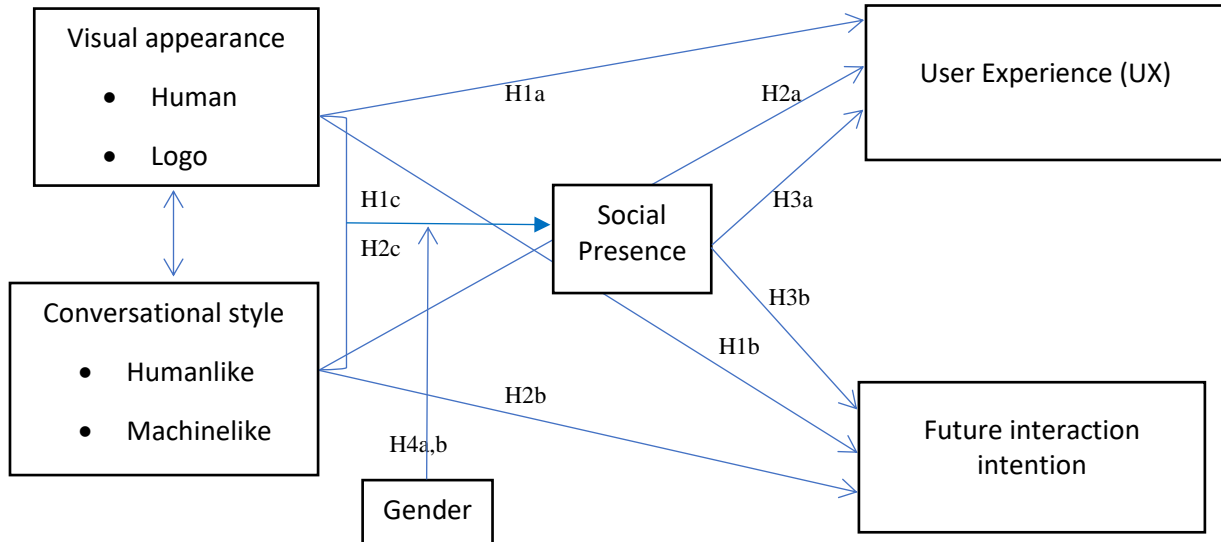 Visual appearance
• Human
• Logo
User Experience (UX)
H1a
H2a
H1c
H2c
Social
Presence
H3a
Conversational style
• Humanlike
• Machinelike
H3b
H1b
H2b
H4a,b
Future interaction
intention
Gender